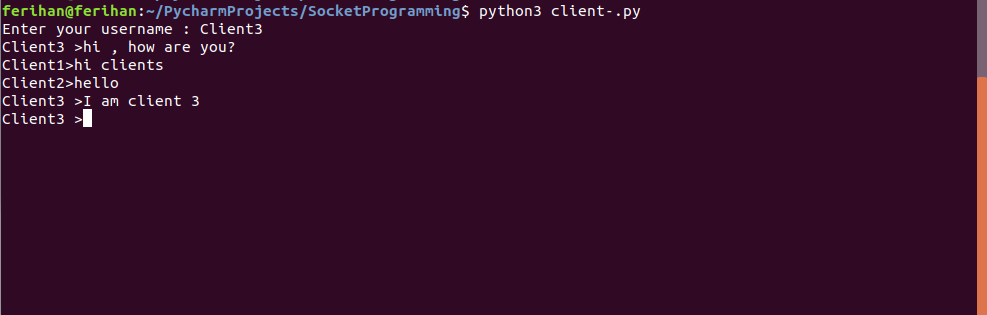 ferihan@ferihan:~/PycharmProjects/SocketProgramming$ python3 client-.py
Enter your username : Client3
Client3 >hi , how are you?
Client1>hi clients
Client2>hello
Client3 >I am client 3
Client3 >